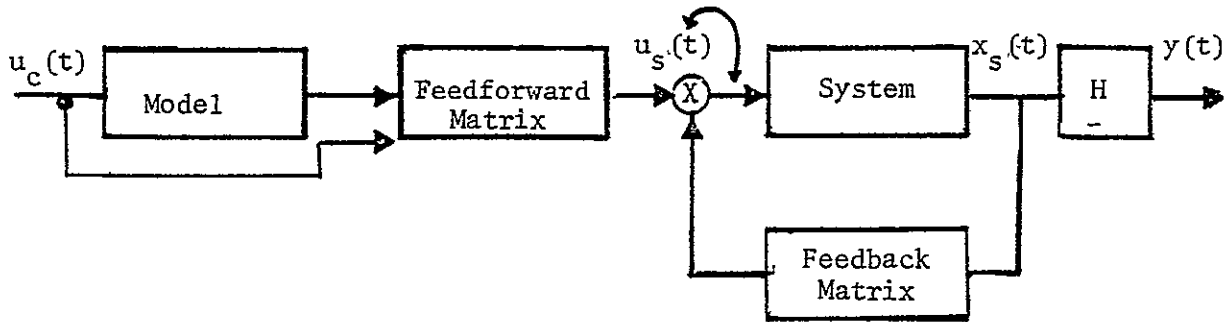 u_c(t)
Model
Feedforward
Matrix
u_s(t)
X
System
x_s(t)
H
y(t)
Feedback
Matrix